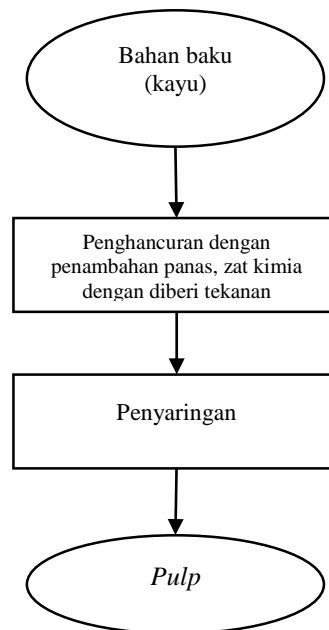 Bahan baku
(kayu)
Penghancuran dengan
penambahan panas, zat kimia
dengan diberi tekanan
Penyaringan
Pulp